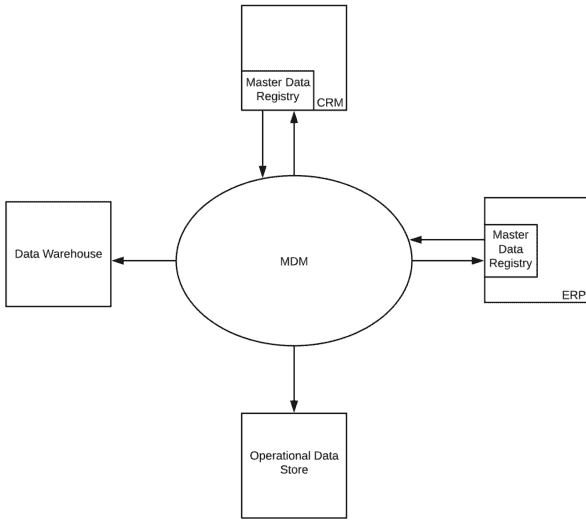 Master Data
Registry
CRM
Data Warehouse
MDM
Master
Data
Registry
ERP
Operational Data
Store